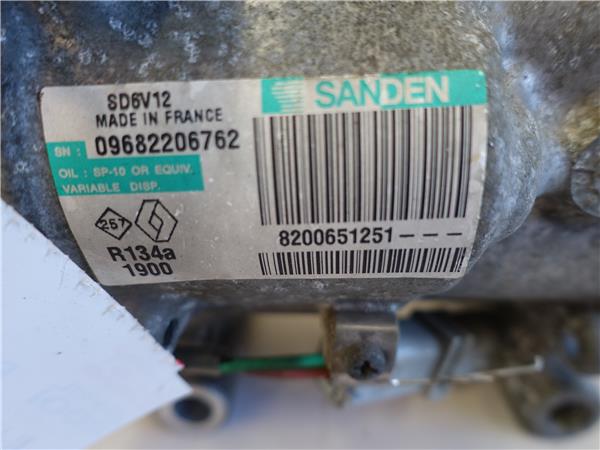 SD6V12
MADE IN FRANCE
SANDEN
SN : 09682206762
OIL : SP-10 OR EQUIV.
VARIABLE DISP.
257
R134a
1900
8200651251---